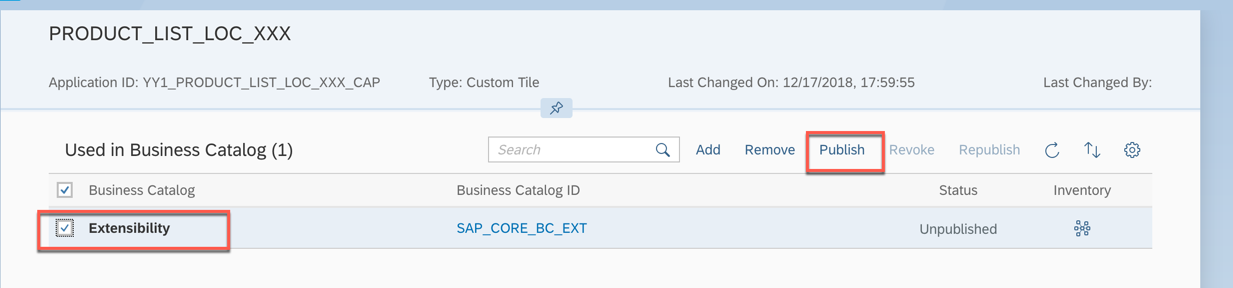 PRODUCT_LIST_LOC_XXX
Application ID: YY1_PRODUCT_LIST_LOC_XXX_CAP Type: Custom Tile Last Changed On: 12/17/2018, 17:59:55 Last Changed By:
Used in Business Catalog (1) Search Add Remove Publish Revoke Republish
Business Catalog Business Catalog ID Status Inventory
Extensibility SAP_CORE_BC_EXT Unpublished